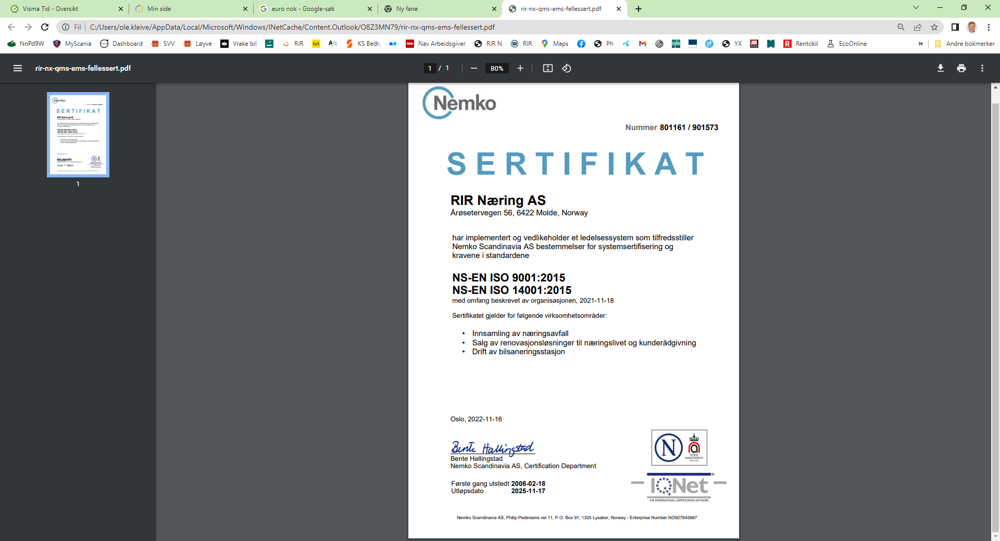 Visma Tid - Oversikt
Min side
euro nok - Google-søk
Ny fane
rir-nx-qms-ems-fellessert.pdf
Fil
C:/Users/ole.kleive/AppData/Local/Microsoft/Windows/INetCache/Content.Outlook/O8Z3MN79/rir-nx-qms-ems-fellessert.pdf
NnPd9W
MyScania
Dashboard
SVV
Løyve
Vrake bil
RIR
GS
A/o
KS Bedr.
nav
Nav Arbeidsgiver
RIR N
RIR
Maps
Ph
DNB
YX
JOB ZONE
R
Rentokil
EcoOnline
»
Andre bokmerker
rir-nx-qms-ems-fellessert.pdf
1 / 1
80%
1
Nemko
Nummer 801161 / 901573
SERTIFIKAT
RIR Næring AS
Årøsetervegen 56, 6422 Molde, Norway
har implementert og vedlikeholder et ledelsessystem som tilfredsstiller
Nemko Scandinavia AS bestemmelser for systemsertifisering og
kravene i standardene
NS-EN ISO 9001:2015
NS-EN ISO 14001:2015
med omfang beskrevet av organisasjonen, 2021-11-18
Sertifikatet gjelder for følgende virksomhetsområder:
• Innsamling av næringsavfall
• Salg av renovasjonsløsninger til næringslivet og kunderådgivning
• Drift av bilsaneringsstasjon
Oslo, 2022-11-16
Bente Hallingstad
Bente Hallingstad
Nemko Scandinavia AS, Certification Department
Første gang utstedt 2008-02-18
Utløpsdato 2025-11-17
N
NORSK
AKKREDITERING
IQNet
®
THE INTERNATIONAL CERTIFICATION NETWORK
Nemko Scandinavia AS, Philip Pedersens vei 11, P.O. Box 91, 1325 Lysaker, Norway - Enterprise Number NO927845687